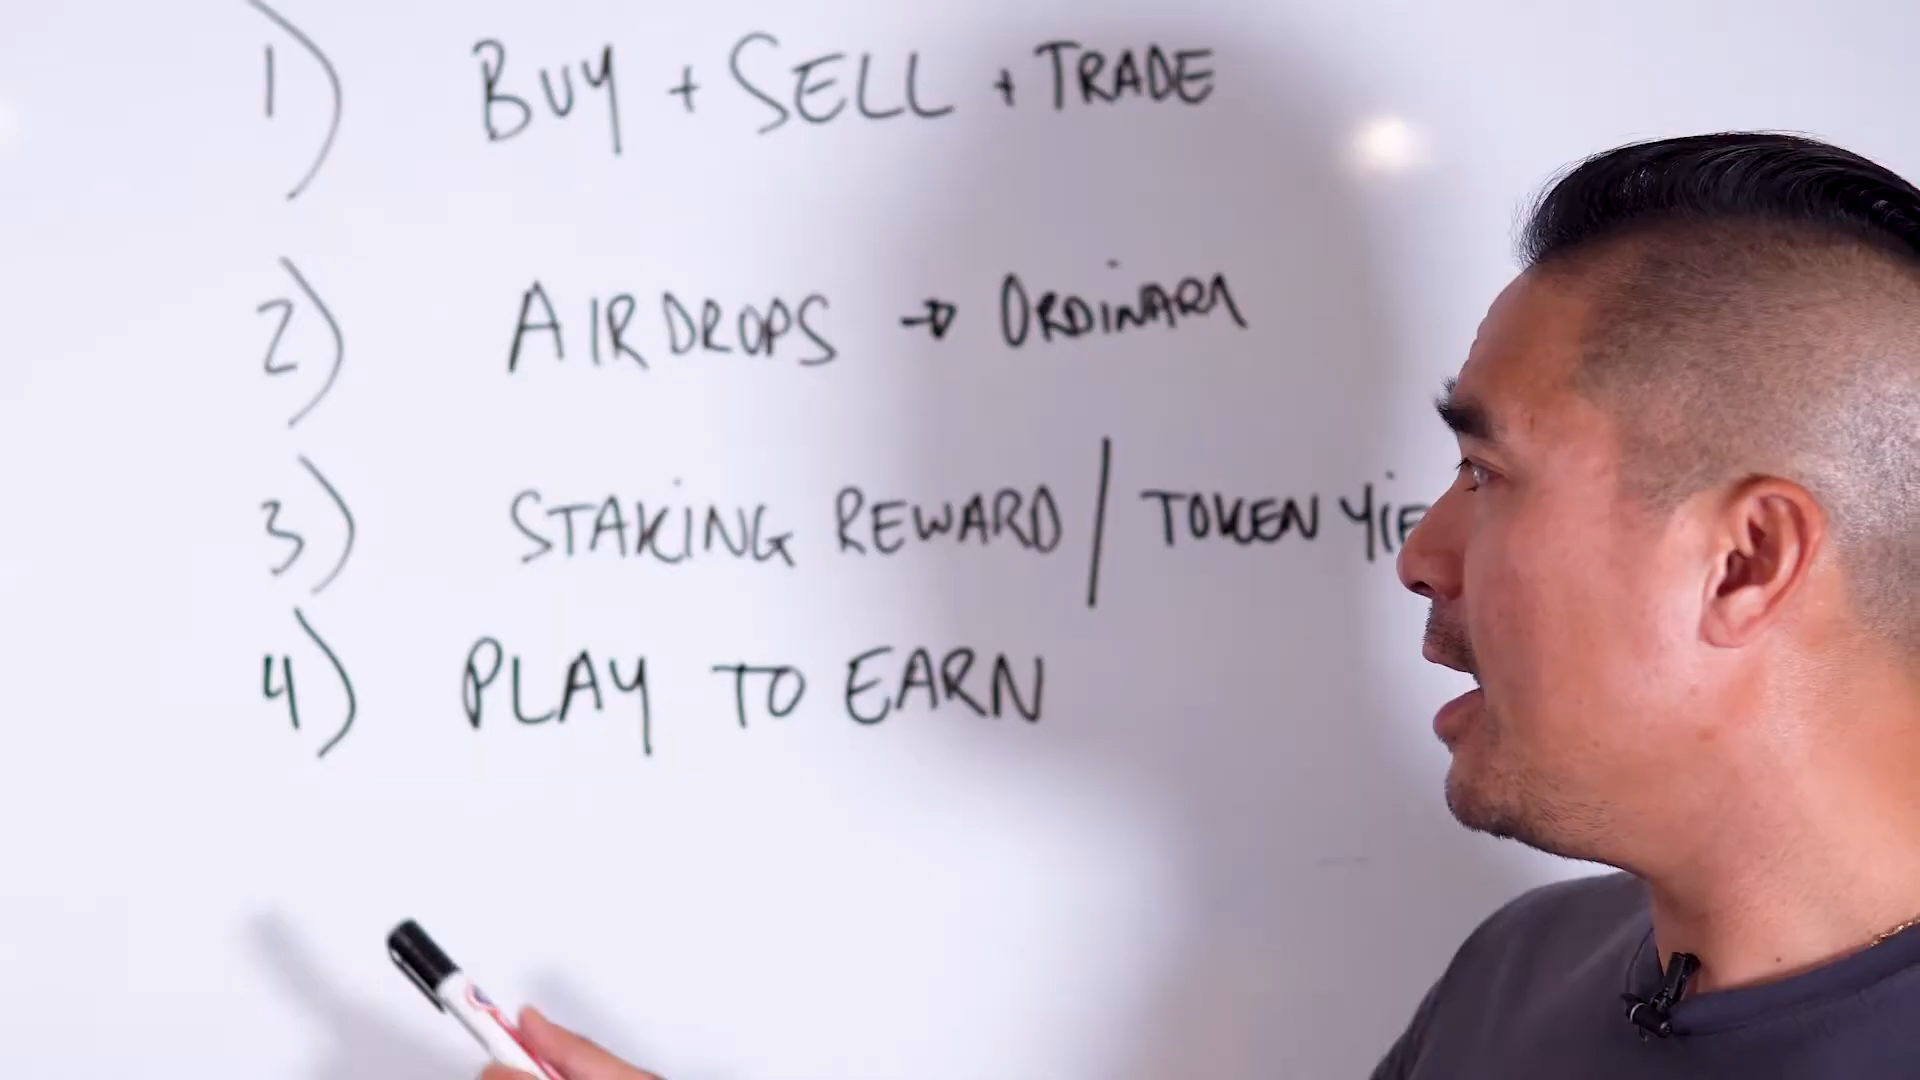 1) BUY + SELL + TRADE
2) AIRDROPS → ORDINARY
3) STAKING REWARD / TOKEN YIE
4) PLAY TO EARN